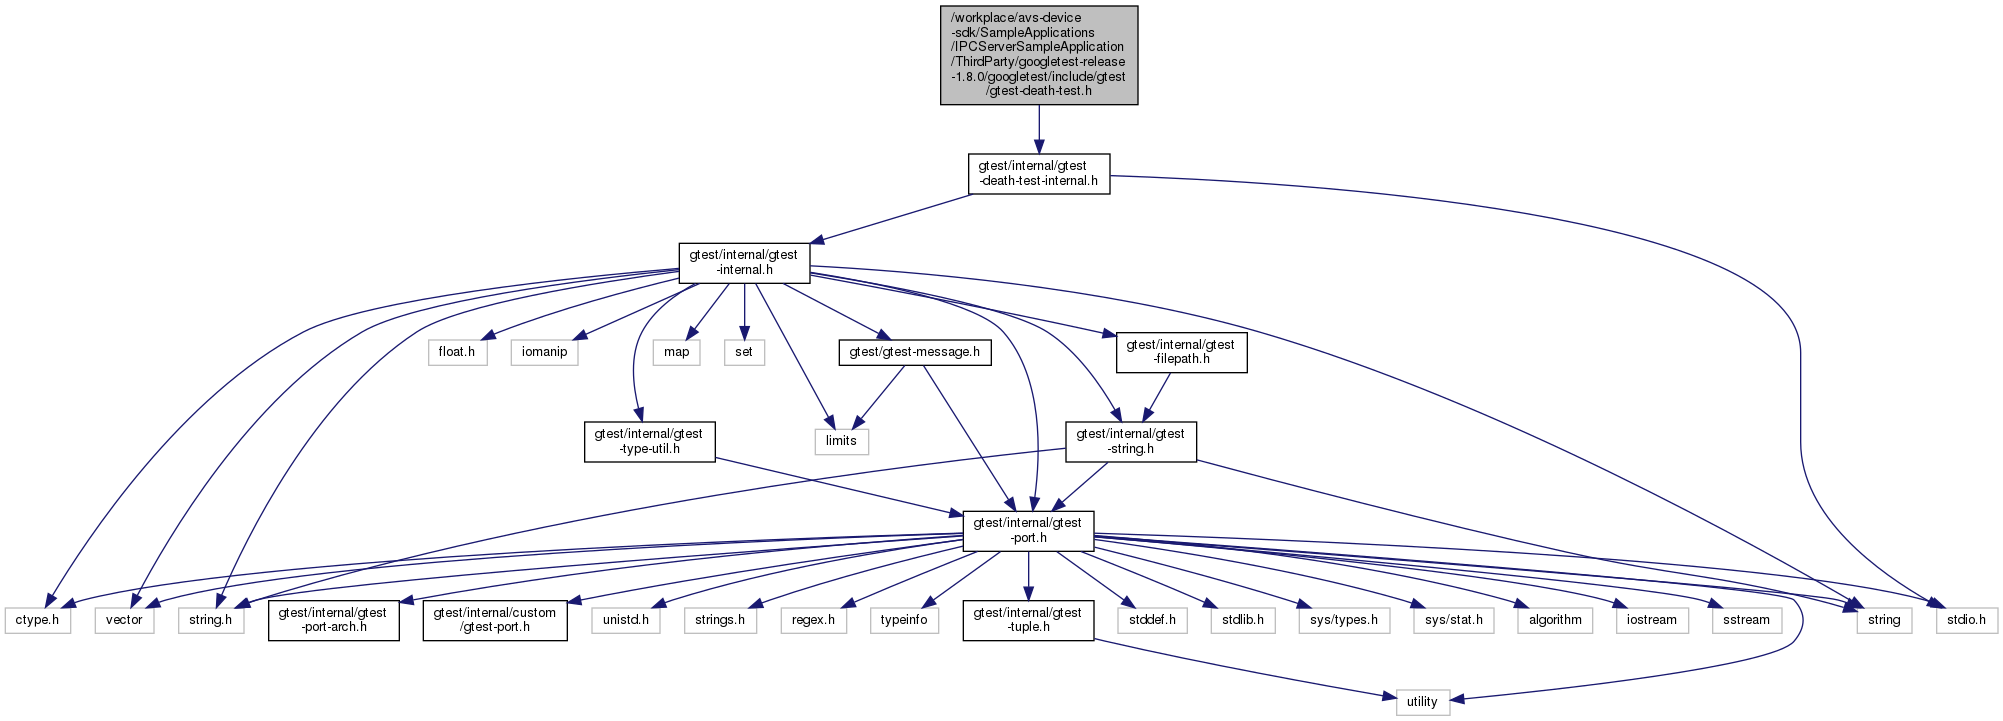 /workplace/avs-device
-sdk/SampleApplications
/IPCServerSampleApplication
/ThirdParty/googletest-release
-1.8.0/googletest/include/gtest
/gtest-death-test.h
gtest/internal/gtest
-death-test-internal.h
gtest/internal/gtest
-internal.h
float.h
iomanip
map
set
gtest/gtest-message.h
gtest/internal/gtest
-filepath.h
gtest/internal/gtest
-type-util.h
limits
gtest/internal/gtest
-string.h
gtest/internal/gtest
-port.h
ctype.h
vector
string.h
gtest/internal/gtest
-port-arch.h
gtest/internal/custom
/gtest-port.h
unistd.h
strings.h
regex.h
typeinfo
gtest/internal/gtest
-tuple.h
stddef.h
stdlib.h
sys/types.h
sys/stat.h
algorithm
iostream
sstream
string
stdio.h
utility